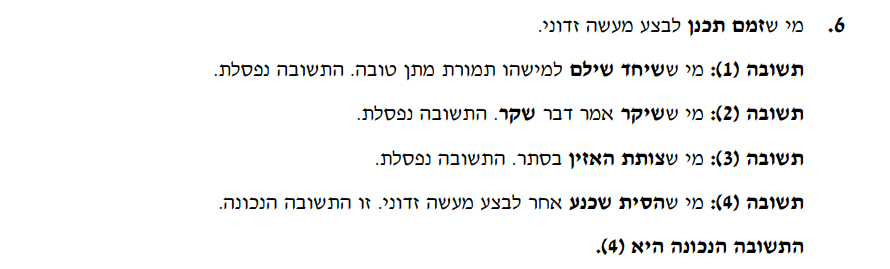 6. מי שזמם תכנן לבצע מעשה זדוני.
תשובה (1): מי ששיחד שילם למישהו תמורת מתן טובה. התשובה נפסלת.
תשובה (2): מי ששיקר אמר דבר שקר. התשובה נפסלת.
תשובה (3): מי שצותת האזין בסתר. התשובה נפסלת.
תשובה (4): מי שהסית שכנע אחר לבצע מעשה זדוני. זו התשובה הנכונה.
התשובה הנכונה היא (4).